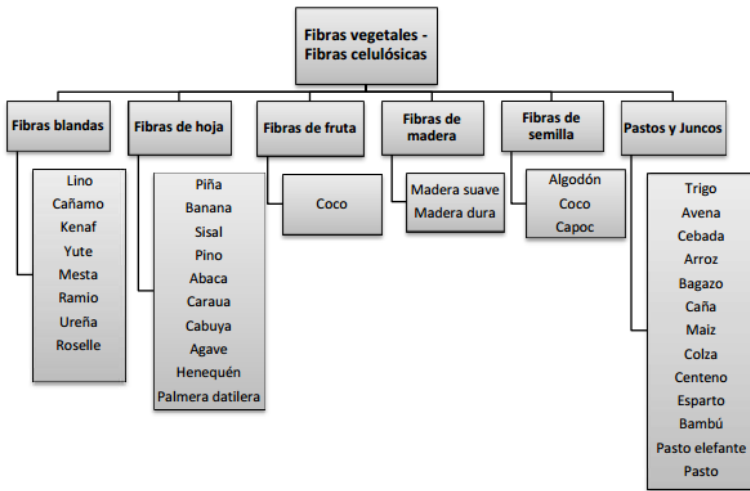 Fibras vegetales -
Fibras celulósicas
Fibras blandas
Lino
Cañamo
Kenaf
Yute
Mesta
Ramio
Ureña
Roselle
Fibras de hoja
Piña
Banana
Sisal
Pino
Abaca
Caraua
Cabuya
Agave
Henequén
Palmera datilera
Fibras de fruta
Coco
Fibras de
madera
Madera suave
Madera dura
Fibras de
semilla
Algodón
Coco
Capoc
Pastos y Juncos
Trigo
Avena
Cebada
Arroz
Bagazo
Caña
Maiz
Colza
Centeno
Esparto
Bambú
Pasto elefante
Pasto